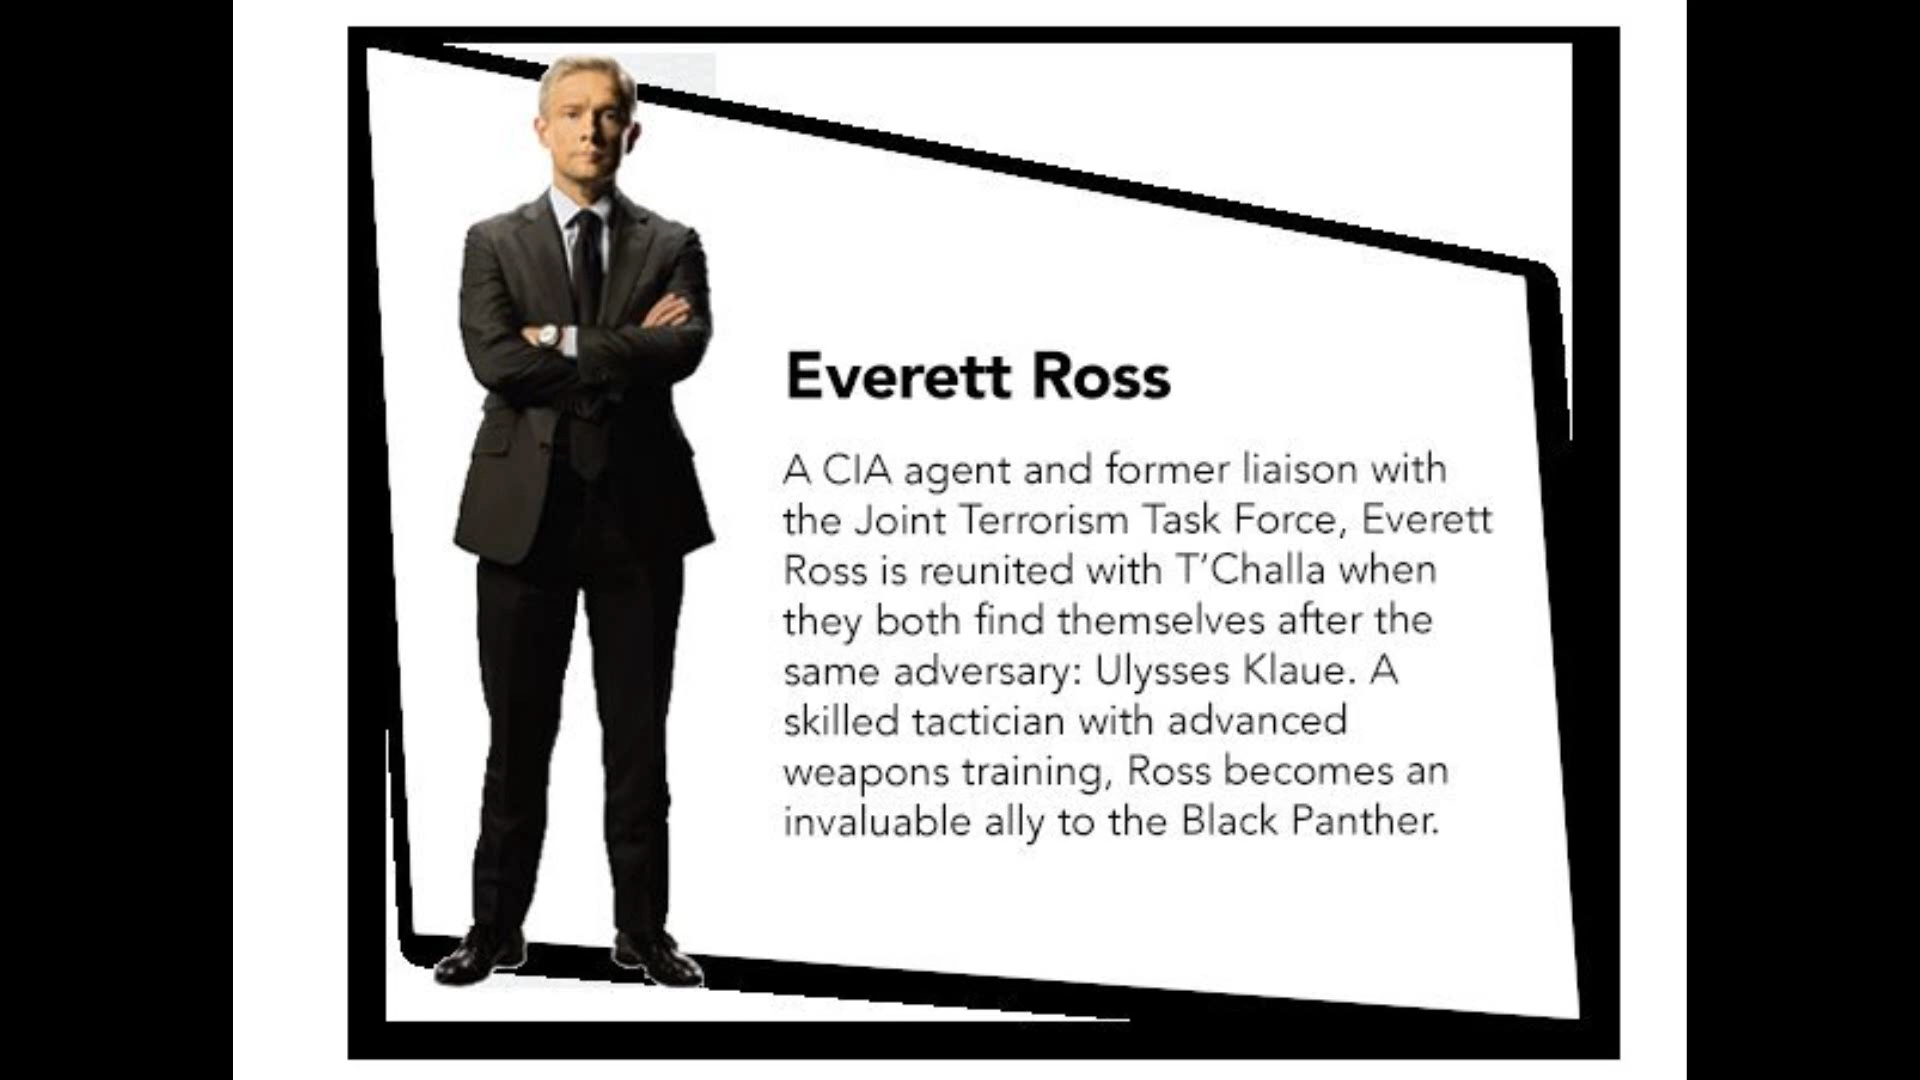 Everett Ross
A CIA agent and former liaison with
the Joint Terrorism Task Force, Everett
Ross is reunited with T’Challa when
they both find themselves after the
same adversary: Ulysses Klaue. A
skilled tactician with advanced
weapons training, Ross becomes an
invaluable ally to the Black Panther.